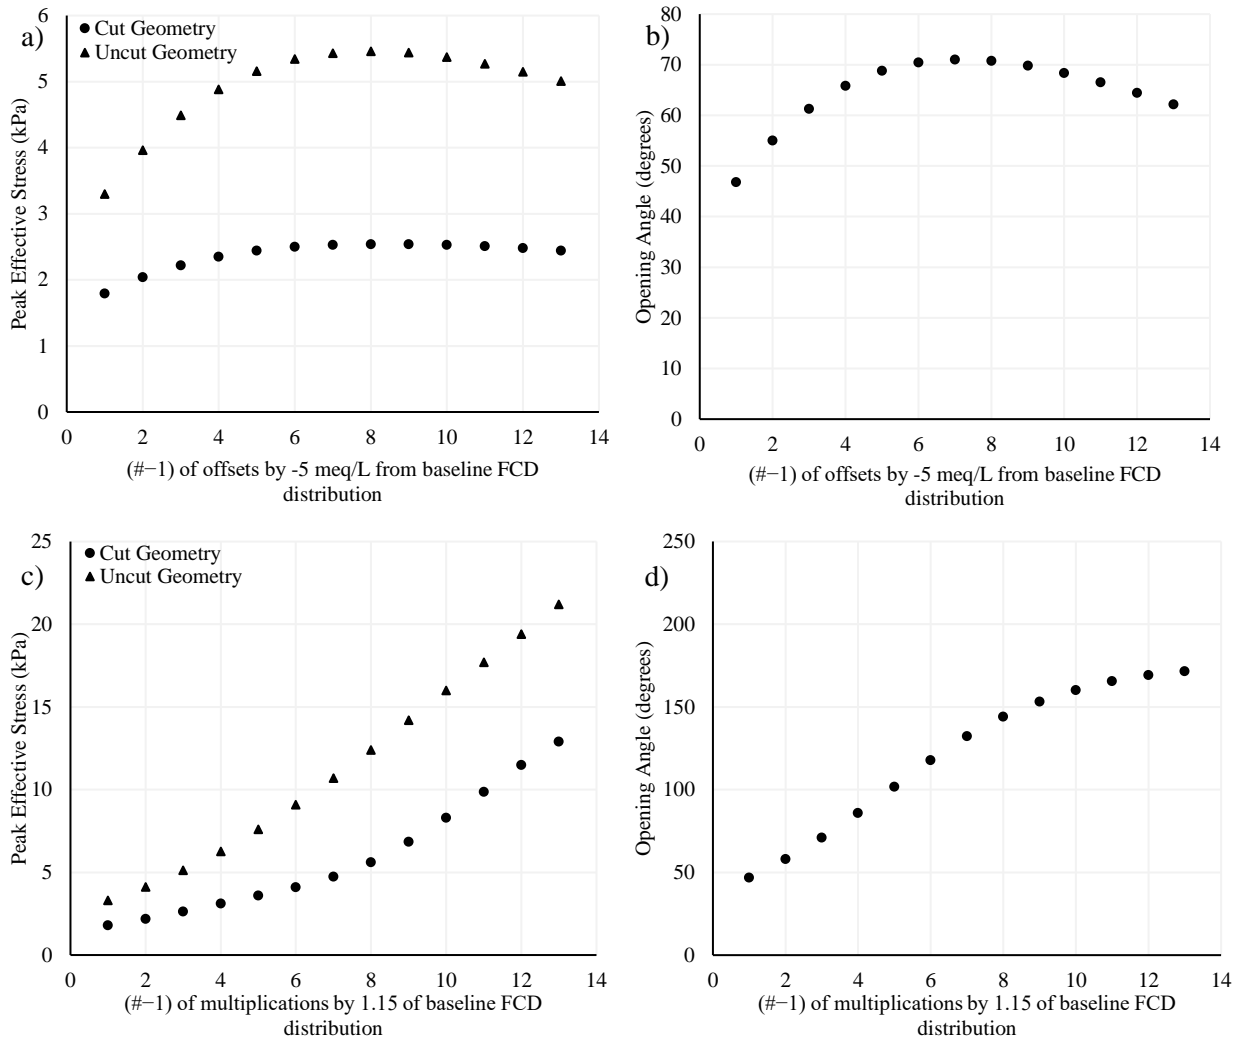 a)
Cut Geometry
Uncut Geometry
Peak Effective Stress (kPa)
6
5
4
3
2
1
0
0 2 4 6 8 10 12 14
(#−1) of offsets by -5 meq/L from baseline FCD
distribution
b)
Opening Angle (degrees)
80
70
60
50
40
30
20
10
0
0 2 4 6 8 10 12 14
(#−1) of offsets by -5 meq/L from baseline FCD
distribution
c)
Cut Geometry
Uncut Geometry
Peak Effective Stress (kPa)
25
20
15
10
5
0
0 2 4 6 8 10 12 14
(#−1) of multiplications by 1.15 of baseline FCD
distribution
d)
Opening Angle (degrees)
250
200
150
100
50
0
0 2 4 6 8 10 12 14
(#−1) of multiplications by 1.15 of baseline FCD
distribution